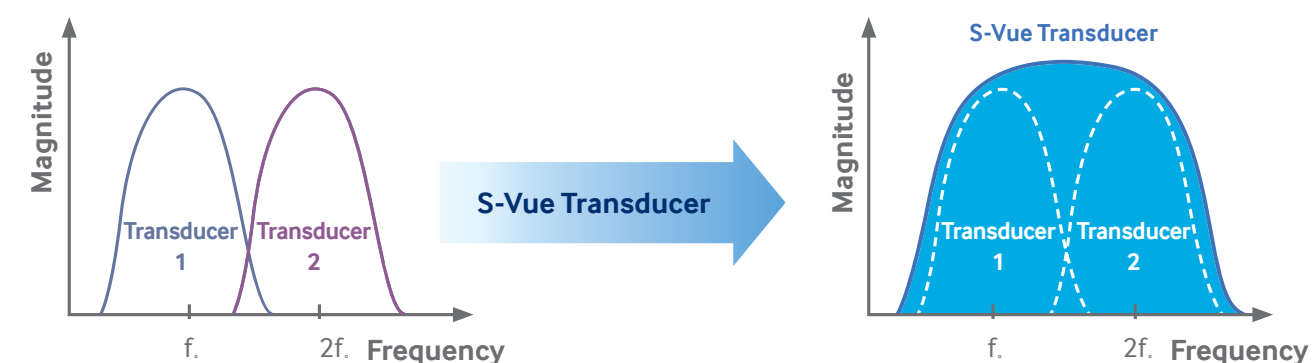 Magnitude
Transducer
1
Transducer
2
f。
2f。
Frequency
S-Vue Transducer
S-Vue Transducer
Magnitude
Transducer
1
Transducer
2
f。
2f。
Frequency